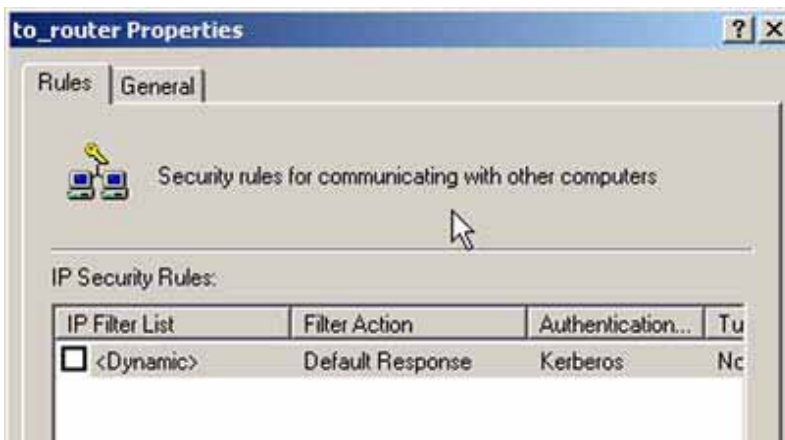 to_router Properties
Rules General
Security rules for communicating with other computers
IP Security Rules:
IP Filter List Filter Action Authentication... Tu
<Dynamic> Default Response Kerberos No